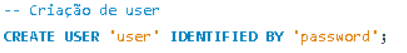 -- Criação de user
CREATE USER 'user' IDENTIFIED BY 'password';